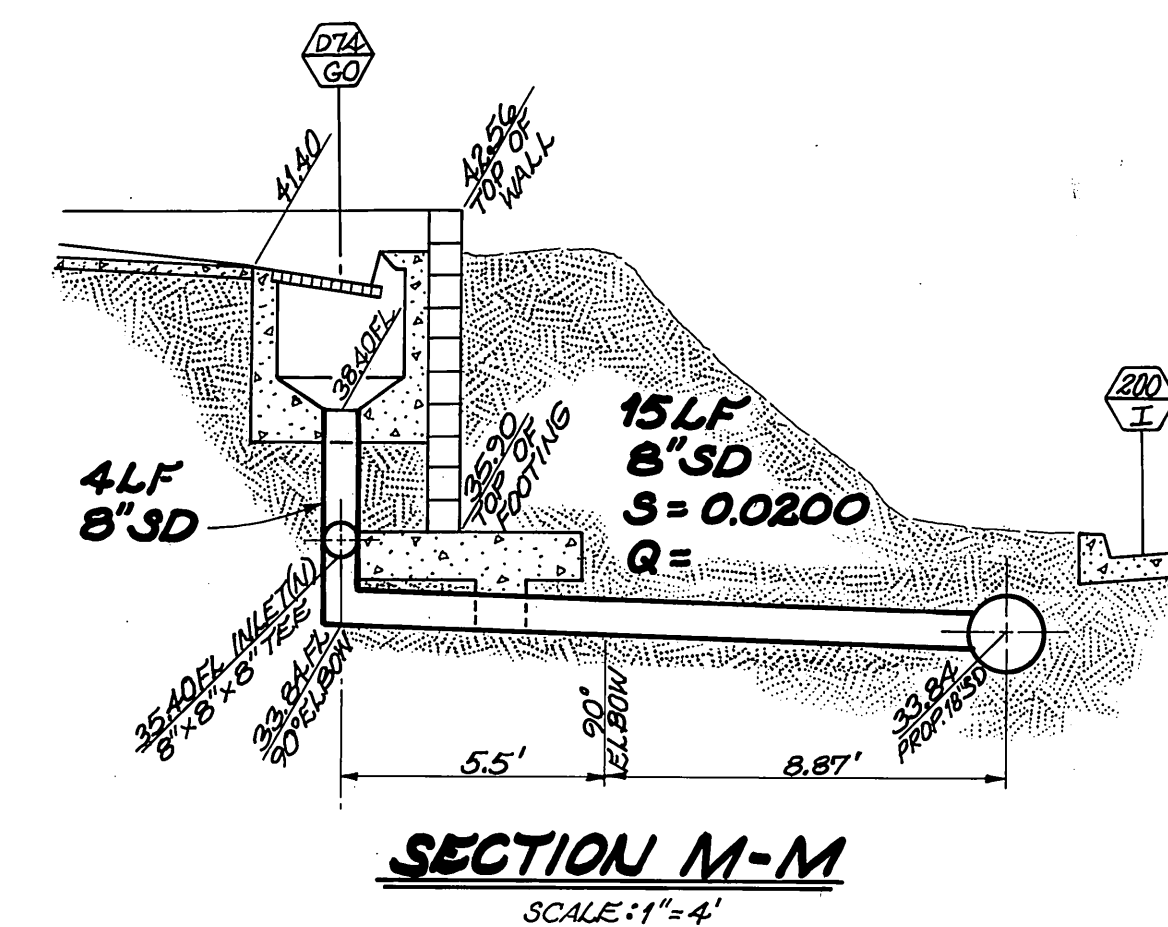 D74
GO
41.40
42.56
TOP OF
WALL
38.40FL
200
I
15LF
8"SD
S = 0.0200
Q =
35.90
TOP OF
FOOTING
4LF
8"SD
35.40FL INLET(N)
8"x8"x8" TEE
33.84FL
90°ELBOW
90°
ELBOW
33.84
PROP. 18"SD
5.5'
8.87'
SECTION M-M
SCALE: 1"=4'